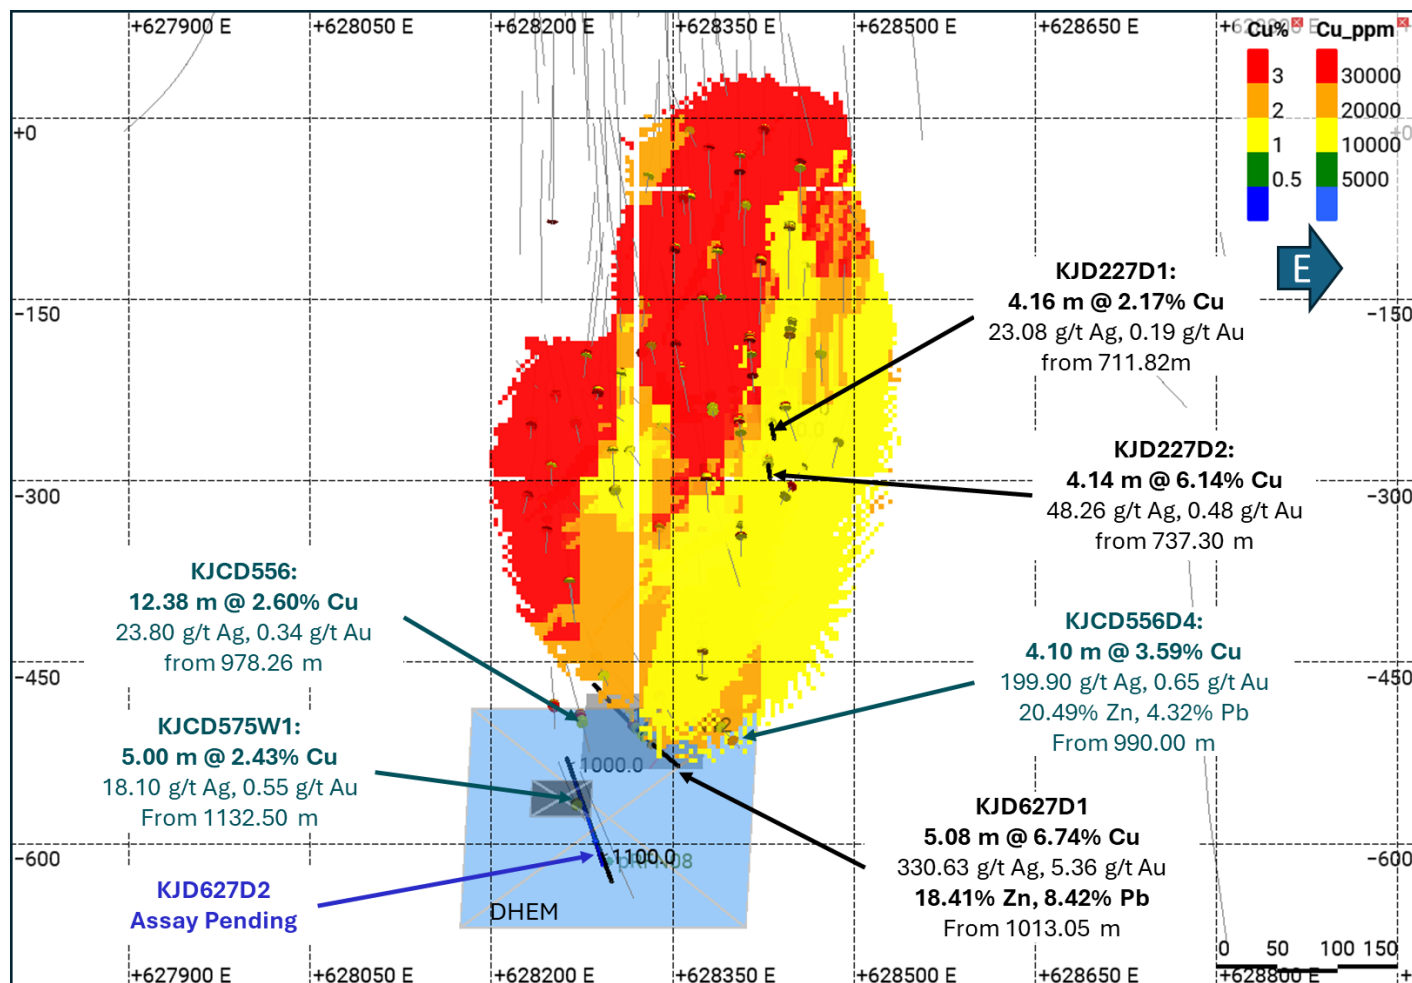 +627900 E
+628050 E
+628200 E
+628350 E
+628500 E
+628650 E
Cu%
Cu_ppm
3
30000
2
20000
1
10000
0.5
5000
+0
+0
E
-150
-150
KJD227D1:
4.16 m @ 2.17% Cu
23.08 g/t Ag, 0.19 g/t Au
from 711.82m
KJD227D2:
4.14 m @ 6.14% Cu
48.26 g/t Ag, 0.48 g/t Au
from 737.30 m
-300
-300
KJCD556:
12.38 m @ 2.60% Cu
23.80 g/t Ag, 0.34 g/t Au
from 978.26 m
KJCD556D4:
4.10 m @ 3.59% Cu
199.90 g/t Ag, 0.65 g/t Au
20.49% Zn, 4.32% Pb
From 990.00 m
-450
-450
KJCD575W1:
5.00 m @ 2.43% Cu
18.10 g/t Ag, 0.55 g/t Au
From 1132.50 m
1000.0
KJD627D1
5.08 m @ 6.74% Cu
330.63 g/t Ag, 5.36 g/t Au
18.41% Zn, 8.42% Pb
From 1013.05 m
-600
-600
1100.0
KJD627D2
Assay Pending
DHEM
0 50 100 150
+627900 E
+628050 E
+628200 E
+628350 E
+628500 E
+628650 E
+628800 E